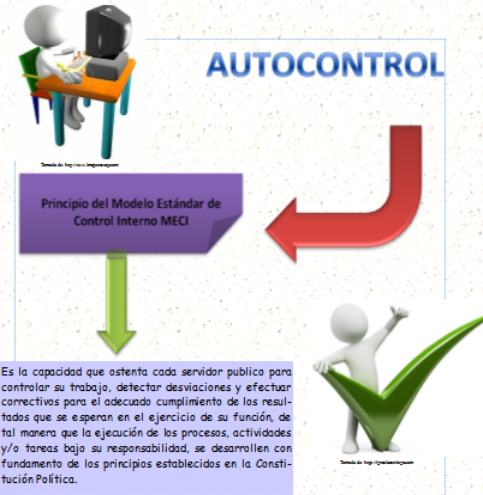 AUTOCONTROL
Principio del Modelo Estándar de
Control Interno MECI
Es la capacidad que ostenta cada servidor publico para
controlar su trabajo, detectar desviaciones y efectuar
correctivos para el adecuado cumplimiento de los resul-
tados que se esperan en el ejercicio de su función, de
tal manera que la ejecución de los procesos, actividades
y/o tareas bajo su responsabilidad, se desarrollen con
fundamento de los principios establecidos en la Consti-
tución Política.